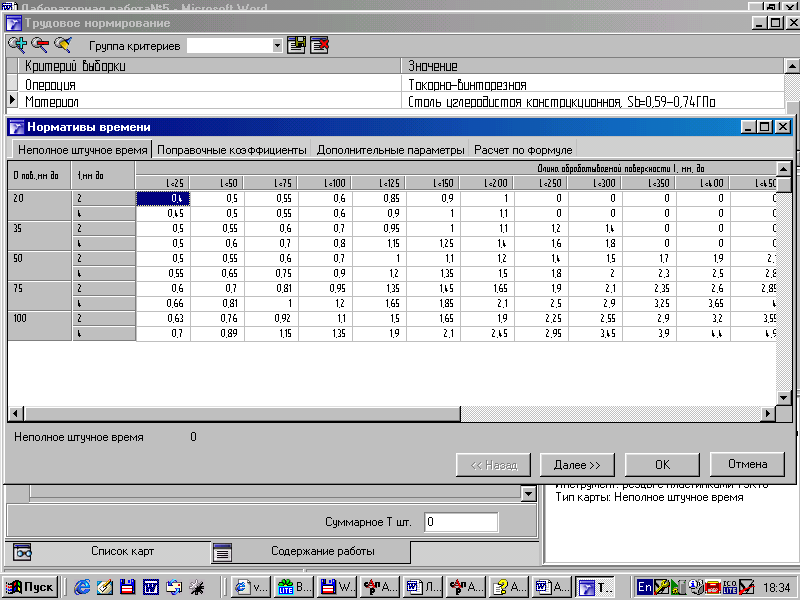 Лабораторная работа№5 - Microsoft Word
Трудовое нормирование
Группа критериев
Критерий выборки Значение
Операция Токарно-винторезная
Материал Сталь углеродистая конструкционная, Sb=0,59-0,74ГПа
Нормативы времени
Неполное штучное время Поправочные коэффициенты Дополнительные параметры Расчет по формуле
D пов.,мм до t,мм до Длина обрабатываемой поверхности l, мм, до
l<25 l<50 l<75 l<100 l<125 l<150 l<200 l<250 l<300 l<350 l<400 l<450
20 2 0,4 0,5 0,55 0,6 0,85 0,9 1 0 0 0 0 0
4 0,45 0,5 0,55 0,6 0,9 1 1,1 0 0 0 0 0
35 2 0,5 0,55 0,6 0,7 0,95 1 1,1 1,2 1,4 0 0 0
4 0,5 0,6 0,7 0,8 1,15 1,25 1,4 1,6 1,8 0 0 0
50 2 0,5 0,55 0,6 0,7 1 1,1 1,2 1,4 1,5 1,7 1,9 2,
4 0,55 0,65 0,75 0,9 1,2 1,35 1,5 1,8 2 2,3 2,5 2,8
75 2 0,6 0,7 0,81 0,95 1,35 1,45 1,65 1,9 2,1 2,35 2,6 2,85
4 0,66 0,81 1 1,2 1,65 1,85 2,1 2,5 2,9 3,25 3,65 4
100 2 0,63 0,76 0,92 1,1 1,5 1,65 1,9 2,25 2,55 2,9 3,2 3,55
4 0,7 0,89 1,15 1,35 1,9 2,1 2,45 2,95 3,45 3,9 4,4 4,9
Неполное штучное время 0
<< Назад Далее >> OK Отмена
Инструмент: резцы с пластинками Т5К10
Тип карты: Неполное штучное время
Суммарное Т шт. 0
Список карт Содержание работы
Пуск v... В... W... А... Л... А... А... А... Т.. En 18:34